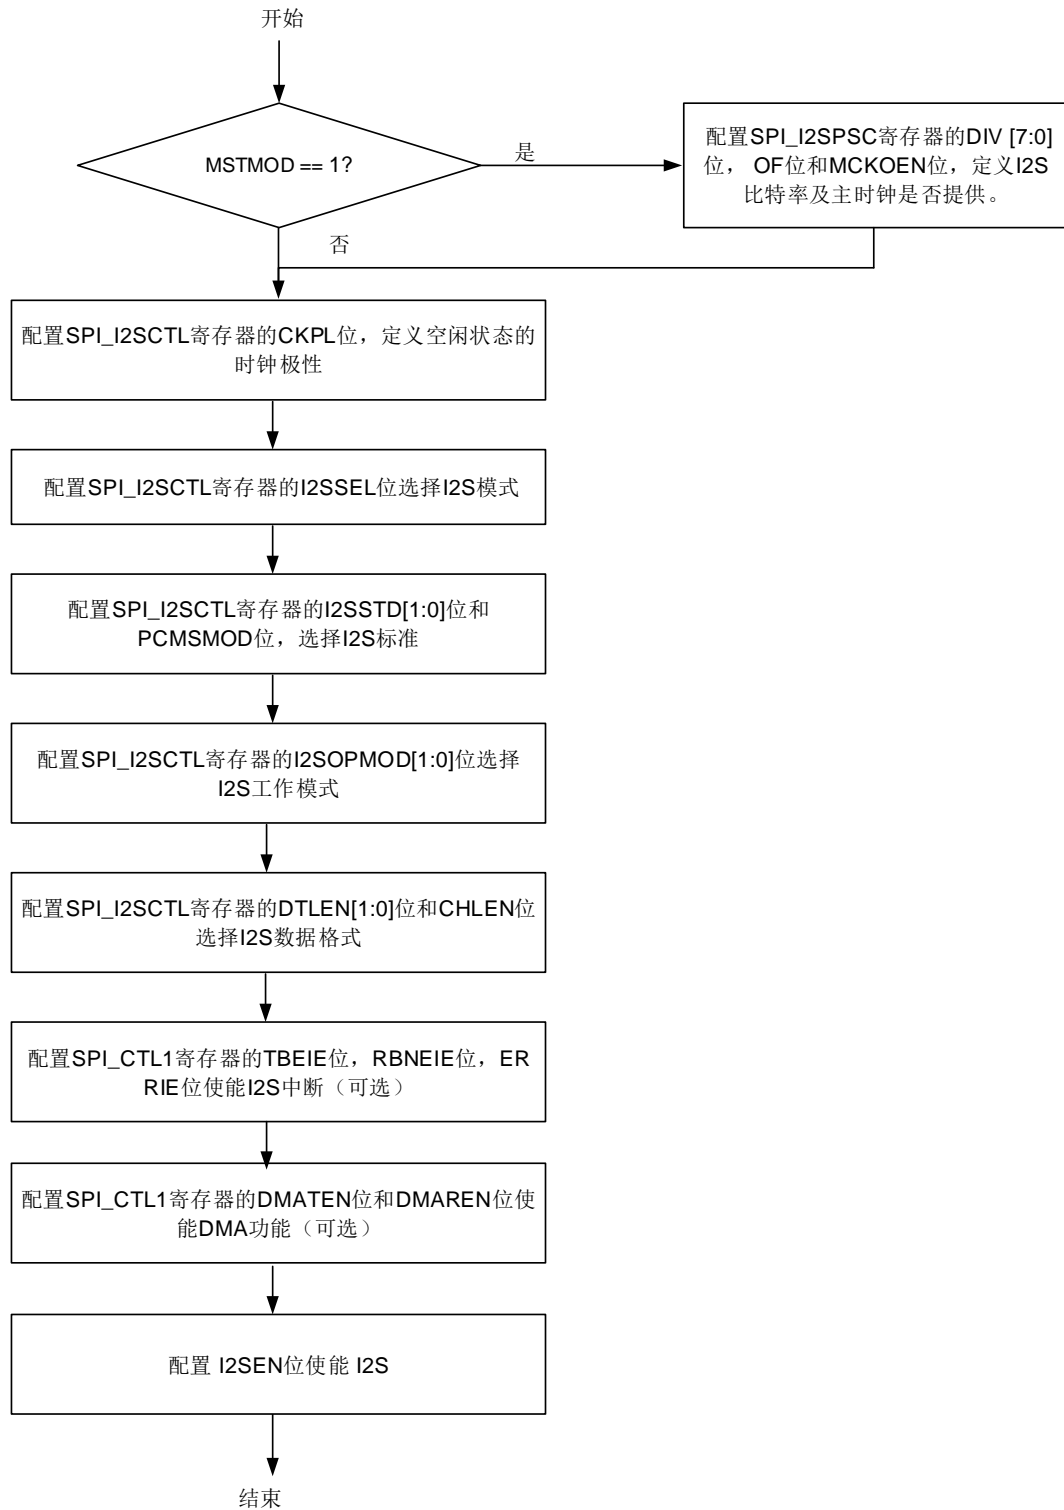 开始
MSTMOD == 1?
是
配置SPI_I2SPSC寄存器的DIV [7:0]
位， OF位和MCKOEN位，定义I2S
比特率及主时钟是否提供。
否
配置SPI_I2SCTL寄存器的CKPL位，定义空闲状态的
时钟极性
配置SPI_I2SCTL寄存器的I2SSEL位选择I2S模式
配置SPI_I2SCTL寄存器的I2SSTD[1:0]位和
PCMSMOD位，选择I2S标准
配置SPI_I2SCTL寄存器的I2SOPMOD[1:0]位选择
I2S工作模式
配置SPI_I2SCTL寄存器的DTLEN[1:0]位和CHLEN位
选择I2S数据格式
配置SPI_CTL1寄存器的TBEIE位，RBNEIE位，ER
RIE位使能I2S中断（可选）
配置SPI_CTL1寄存器的DMATEN位和DMAREN位使
能DMA功能（可选）
配置 I2SEN位使能 I2S
结束